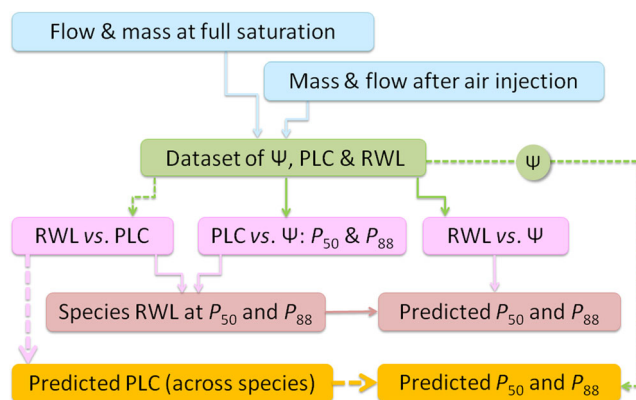 Flow & mass at full saturation
Mass & flow after air injection
Dataset of Ψ, PLC & RWL
Ψ
RWL vs. PLC
PLC vs. Ψ: P50 & P88
RWL vs. Ψ
Species RWL at P50 and P88
Predicted P50 and P88
Predicted PLC (across species)
Predicted P50 and P88